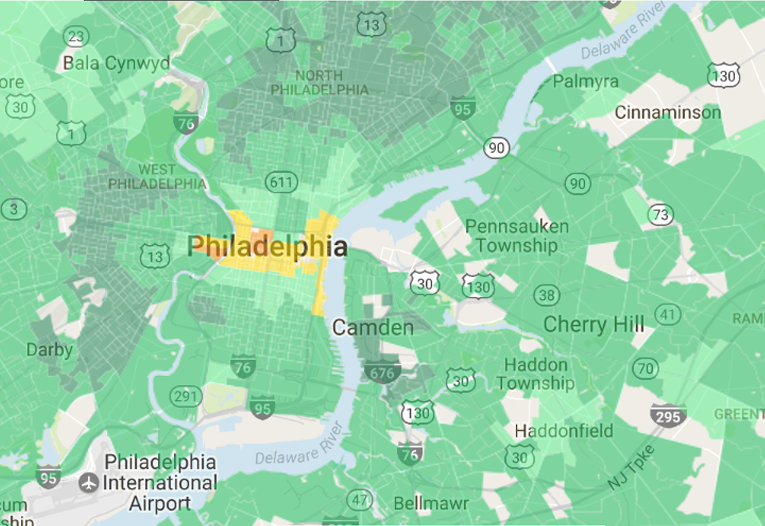 Delaware River
13
23
1
Bala Cynwyd
130
NORTH
PHILADELPHIA
Palmyra
ore
30
95
Cinnaminson
76
1
90
WEST
PHILADELPHIA
611
90
3
73
Pennsauken
Township
Philadelphia
13
30
130
38
41
RAM
Camden
Cherry Hill
Darby
76
676
Haddon
Township
70
30
291
95
130
295
GREENT
Haddonfield
Delaware River
76
30
NJ Tpke
Philadelphia
International
Airport
95
47
Bellmawr
cum
ship